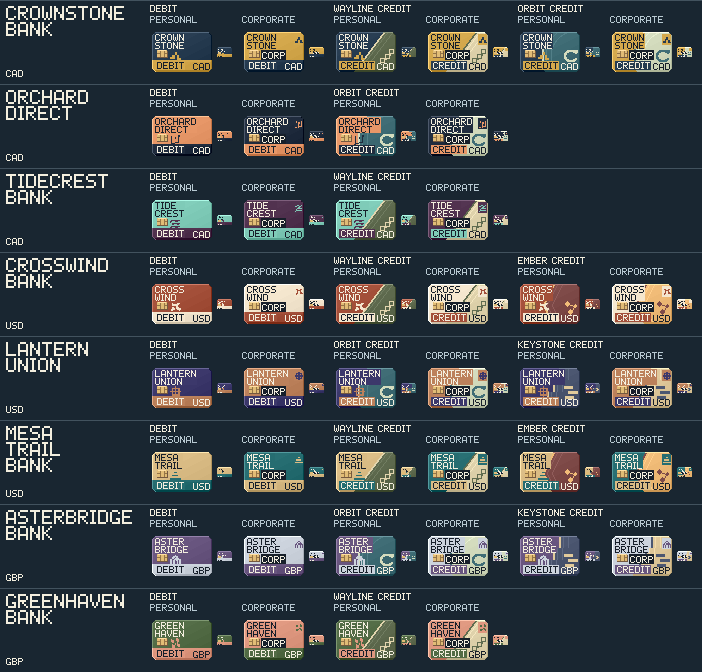 CROWNSTONE
BANK
CAD
DEBIT
PERSONAL
CORPORATE
WAYLINE CREDIT
PERSONAL
CORPORATE
ORBIT CREDIT
PERSONAL
CORPORATE
CROWN
STONE
DEBIT CAD
CROWN
STONE
CORP
DEBIT CAD
CROWN
STONE
CREDIT CAD
CROWN
STONE
CORP
CREDIT CAD
CROWN
STONE
CREDIT CAD
CROWN
STONE
CORP
CREDIT CAD
ORCHARD
DIRECT
CAD
DEBIT
PERSONAL
CORPORATE
ORBIT CREDIT
PERSONAL
CORPORATE
ORCHARD
DIRECT
DEBIT CAD
ORCHARD
DIRECT
CORP
DEBIT CAD
ORCHARD
DIRECT
CREDIT CAD
ORCHARD
DIRECT
CORP
CREDIT CAD
TIDECREST
BANK
CAD
DEBIT
PERSONAL
CORPORATE
WAYLINE CREDIT
PERSONAL
CORPORATE
TIDE
CREST
DEBIT CAD
TIDE
CREST
CORP
DEBIT CAD
TIDE
CREST
CREDIT CAD
TIDE
CREST
CORP
CREDIT CAD
CROSSWIND
BANK
USD
DEBIT
PERSONAL
CORPORATE
WAYLINE CREDIT
PERSONAL
CORPORATE
EMBER CREDIT
PERSONAL
CORPORATE
CROSS
WIND
DEBIT USD
CROSS
WIND
CORP
DEBIT USD
CROSS
WIND
CREDIT USD
CROSS
WIND
CORP
CREDIT USD
CROSS
WIND
CREDIT USD
CROSS
WIND
CORP
CREDIT USD
LANTERN
UNION
USD
DEBIT
PERSONAL
CORPORATE
ORBIT CREDIT
PERSONAL
CORPORATE
KEYSTONE CREDIT
PERSONAL
CORPORATE
LANTERN
UNION
DEBIT USD
LANTERN
UNION
CORP
DEBIT USD
LANTERN
UNION
CREDIT USD
LANTERN
UNION
CORP
CREDIT USD
LANTERN
UNION
CREDIT USD
LANTERN
UNION
CORP
CREDIT USD
MESA
TRAIL
BANK
USD
DEBIT
PERSONAL
CORPORATE
WAYLINE CREDIT
PERSONAL
CORPORATE
EMBER CREDIT
PERSONAL
CORPORATE
MESA
TRAIL
DEBIT USD
MESA
TRAIL
CORP
DEBIT USD
MESA
TRAIL
CREDIT USD
MESA
TRAIL
CORP
CREDIT USD
MESA
TRAIL
CREDIT USD
MESA
TRAIL
CORP
CREDIT USD
ASTERBRIDGE
BANK
GBP
DEBIT
PERSONAL
CORPORATE
ORBIT CREDIT
PERSONAL
CORPORATE
KEYSTONE CREDIT
PERSONAL
CORPORATE
ASTER
BRIDGE
DEBIT GBP
ASTER
BRIDGE
CORP
DEBIT GBP
ASTER
BRIDGE
CREDIT GBP
ASTER
BRIDGE
CORP
CREDIT GBP
ASTER
BRIDGE
CREDIT GBP
ASTER
BRIDGE
CORP
CREDIT GBP
GREENHAVEN
BANK
GBP
DEBIT
PERSONAL
CORPORATE
WAYLINE CREDIT
PERSONAL
CORPORATE
GREEN
HAVEN
DEBIT GBP
GREEN
HAVEN
CORP
DEBIT GBP
GREEN
HAVEN
CREDIT GBP
GREEN
HAVEN
CORP
CREDIT GBP